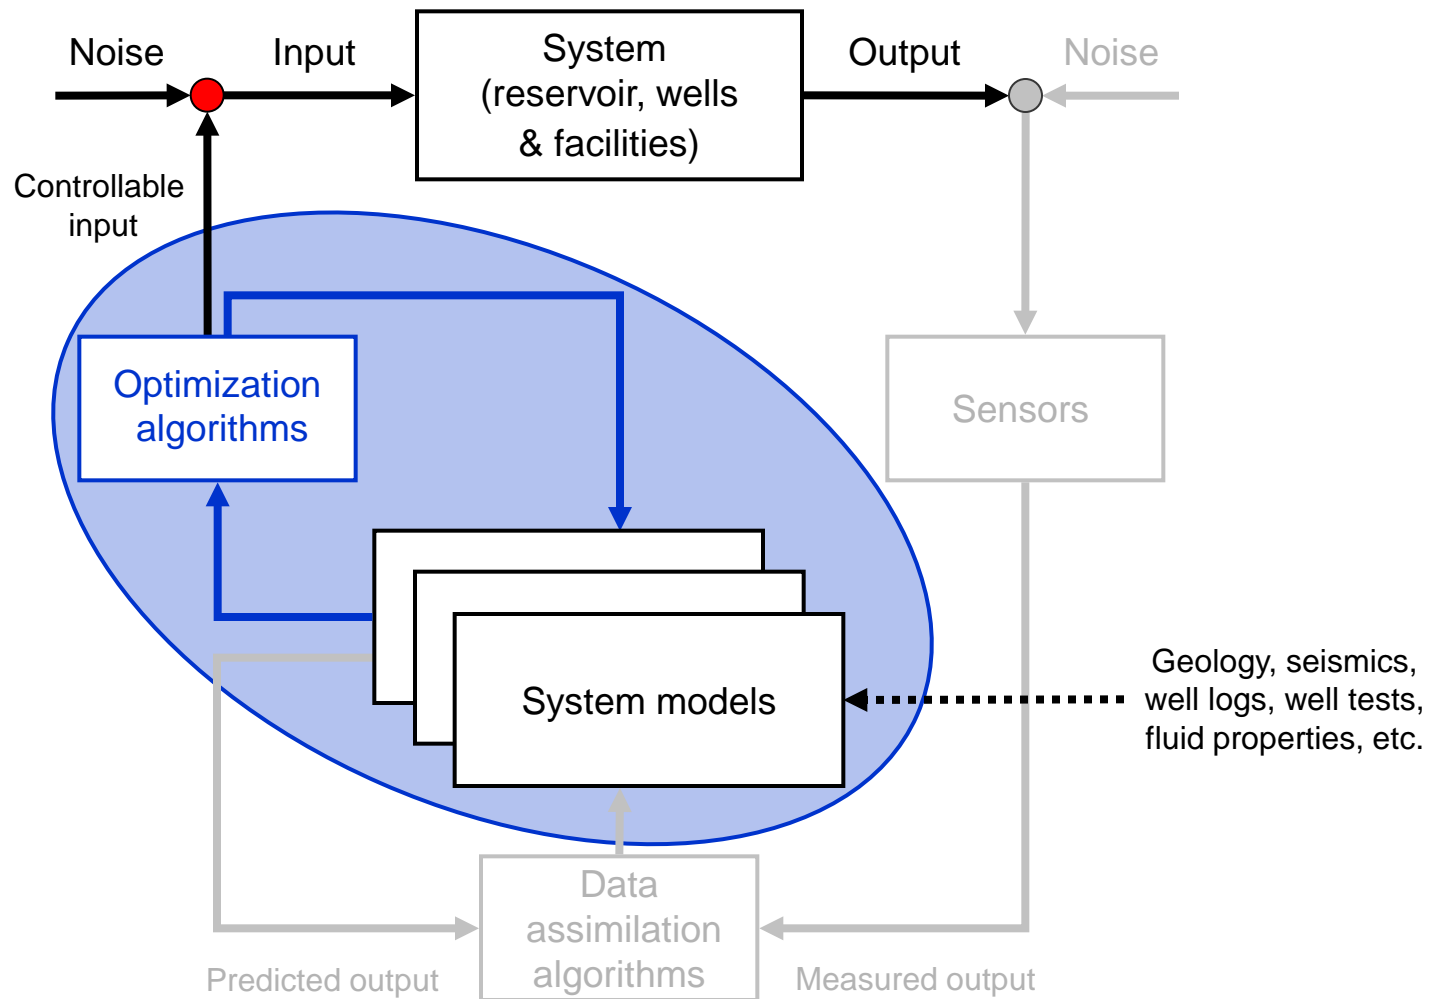 Noise
Input
System
(reservoir, wells
& facilities)
Output
Noise
Controllable
input
Optimization
algorithms
Sensors
System models
Geology, seismics,
well logs, well tests,
fluid properties, etc.
Data
assimilation
algorithms
Predicted output
Measured output